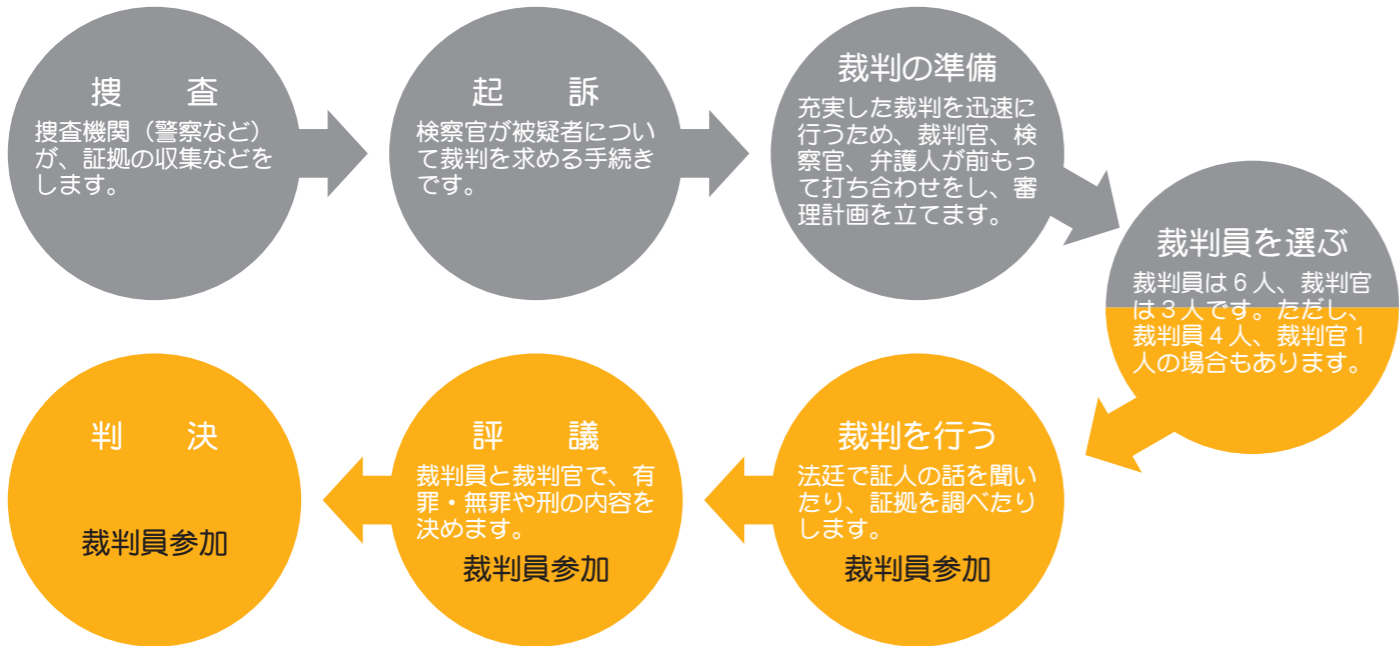 捜　査
捜査機関（警察など）
が、証拠の収集などを
します。
起　訴
検察官が被疑者につい
て裁判を求める手続き
です。
裁判の準備
充実した裁判を迅速に
行うため、裁判官、検
察官、弁護人が前もっ
て打ち合わせをし、審
理計画を立てます。
裁判員を選ぶ
裁判員は６人、裁判官
は３人です。ただし、
裁判員４人、裁判官１
人の場合もあります。
裁判を行う
法廷で証人の話を聞い
たり、証拠を調べたり
します。
裁判員参加
評　議
裁判員と裁判官で、有
罪・無罪や刑の内容を
決めます。
裁判員参加
判　決
裁判員参加